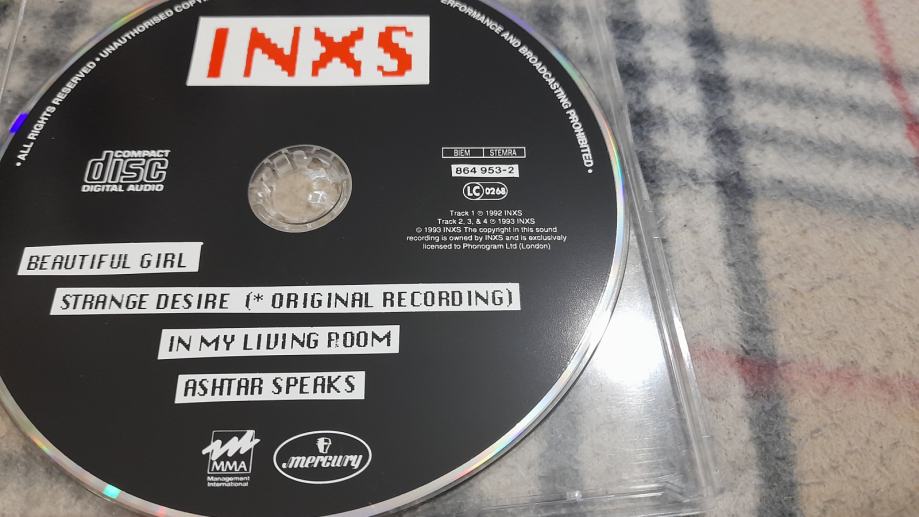 • ALL RIGHTS RESERVED • UNAUTHORISED
PERFORMANCE AND BROADCASTING PROHIBITED •
INXS
COMPACT
disc
DIGITAL AUDIO
BIEM STEMRA
864 953-2
LC 0268
Track 1 ℗ 1992 INXS
Track 2, 3, & 4 ℗ 1993 INXS
© 1993 INXS The copyright in this sound
recording is owned by INXS and is exclusively
licensed to Phonogram Ltd (London)
BEAUTIFUL GIRL
STRANGE DESIRE (* ORIGINAL RECORDING)
IN MY LIVING ROOM
ASHTAR SPEAKS
MMA
Management
International
mercury